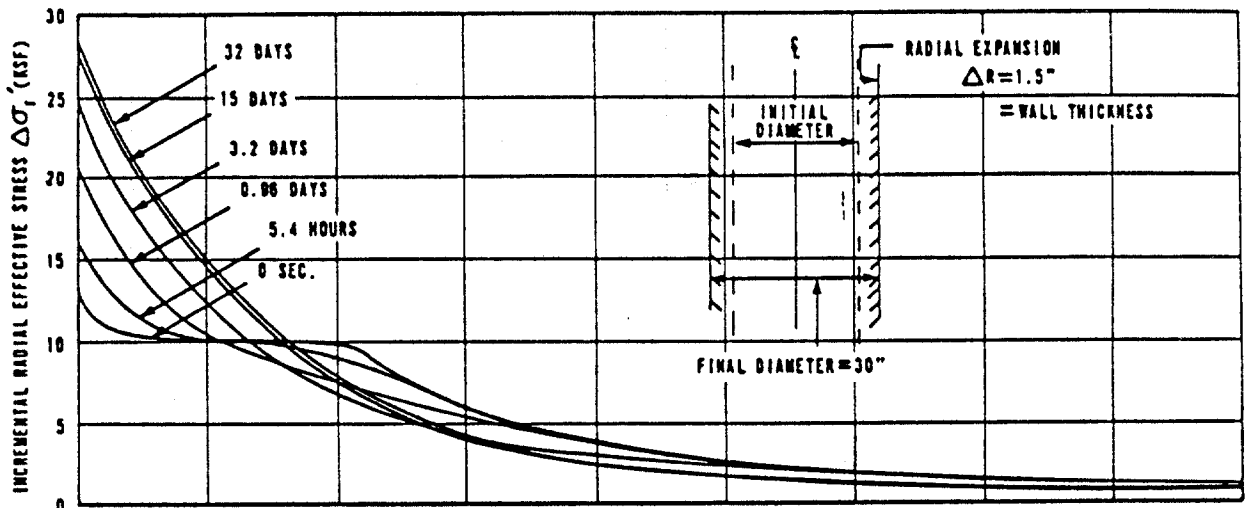 30
25
20
15
10
5
0
INCREMENTAL RADIAL EFFECTIVE STRESS Δσr' (KSF)
32 DAYS
15 DAYS
3.2 DAYS
0.96 DAYS
5.4 HOURS
0 SEC.
℄
RADIAL EXPANSION
ΔR=1.5"
=WALL THICKNESS
INITIAL
DIAMETER
FINAL DIAMETER=30"